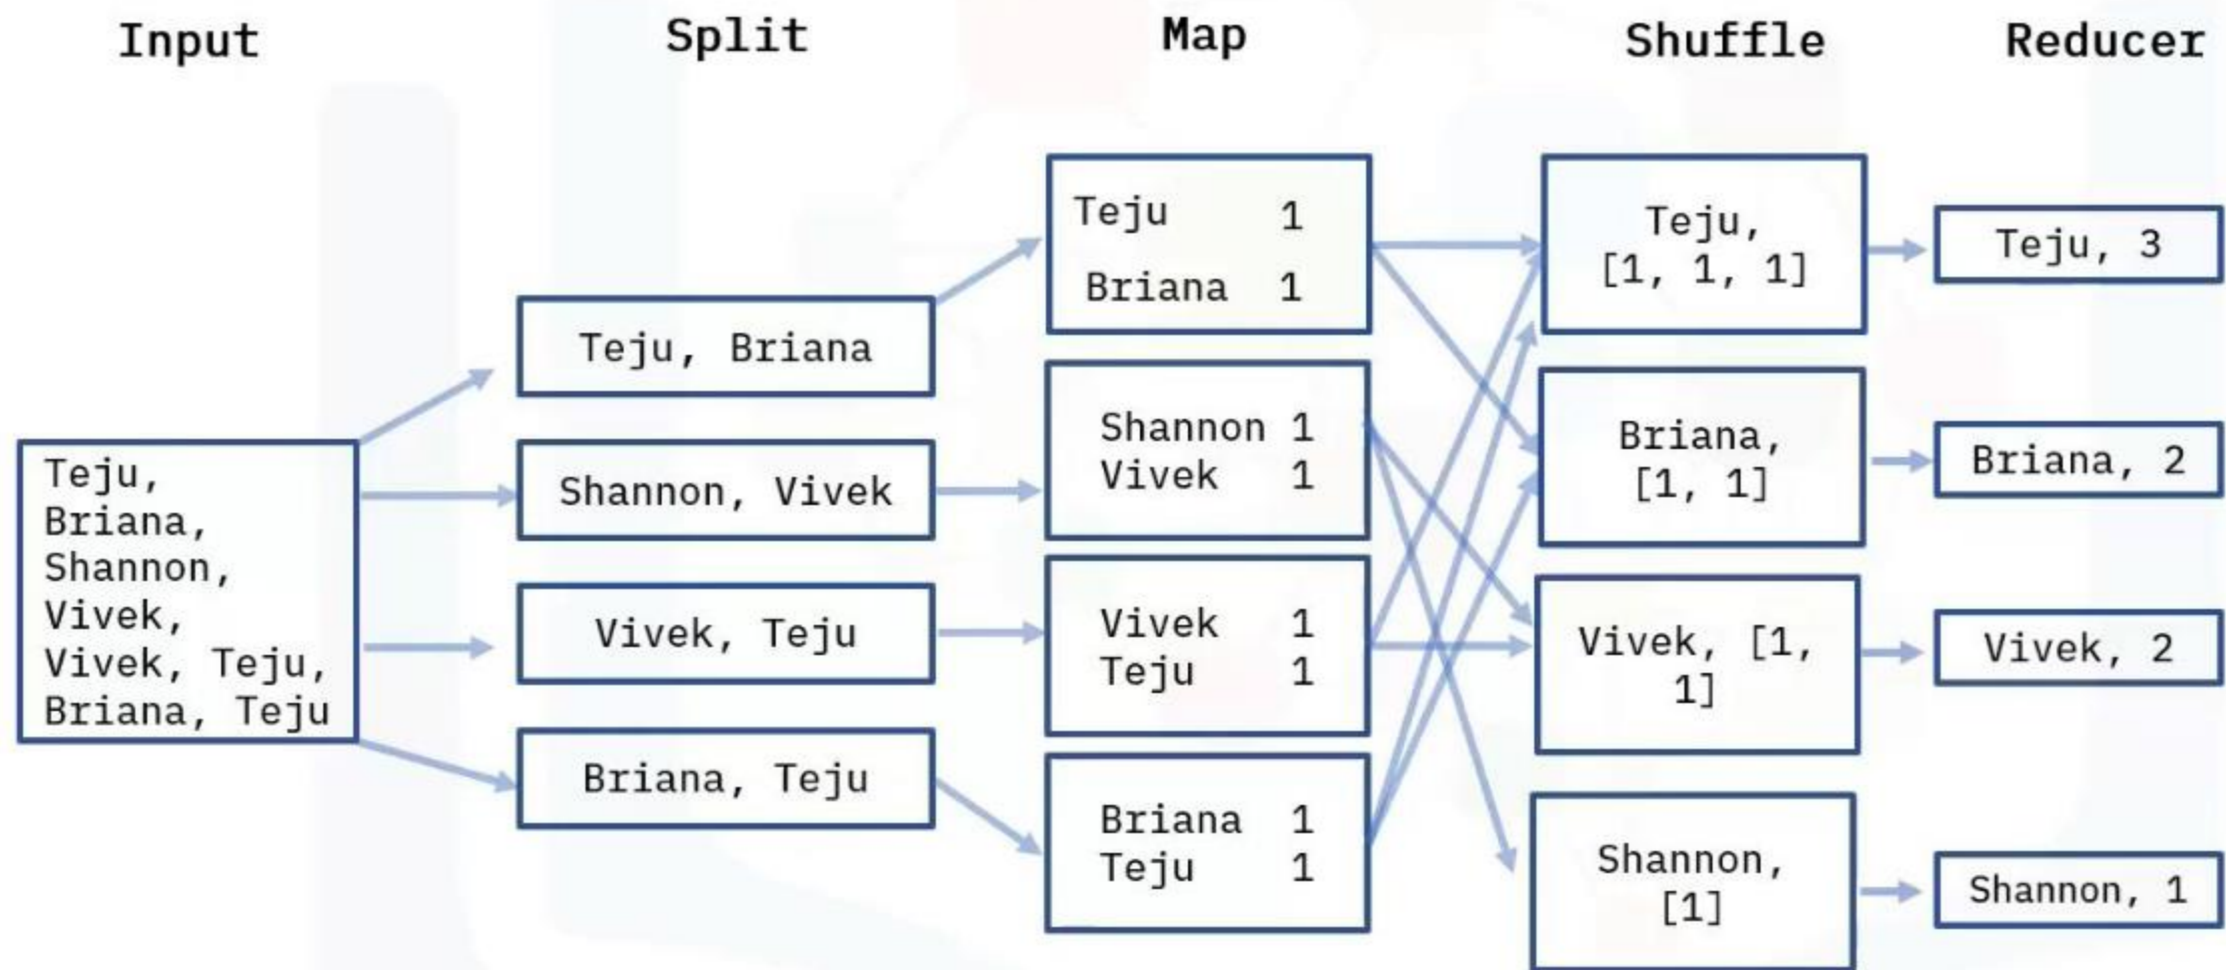 Input
Split
Map
Shuffle
Reducer
Teju,
Briana,
Shannon,
Vivek,
Vivek, Teju,
Briana, Teju
Teju, Briana
Shannon, Vivek
Vivek, Teju
Briana, Teju
Teju 1
Briana 1
Shannon 1
Vivek 1
Vivek 1
Teju 1
Briana 1
Teju 1
Teju,
[1, 1, 1]
Briana,
[1, 1]
Vivek, [1,
1]
Shannon,
[1]
Teju, 3
Briana, 2
Vivek, 2
Shannon, 1